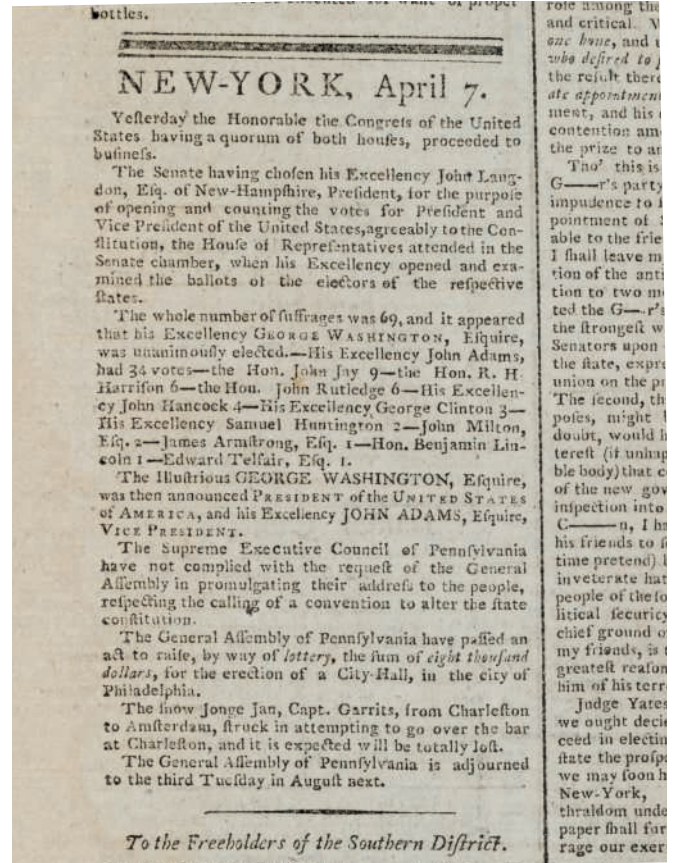 for want of proper
bottles.
NEW-YORK, April 7.
Yeſterday the Honorable the Congreſs of the United
States having a quorum of both houſes, proceeded to
buſineſs.
The Senate having choſen his Excellency John Lang-
don, Eſq. of New-Hampſhire, Preſident, for the purpoſe
of opening and counting the votes for Preſident and
Vice Preſident of the United States, agreeably to the Con-
ſtitution, the Houſe of Repreſentatives attended in the
Senate chamber, when his Excellency opened and exa-
mined the ballots of the electors of the reſpective
ſtates.
The whole number of ſuffrages was 69, and it appeared
that his Excellency GEORGE WASHINGTON, Eſquire,
was unanimouſly elected.—His Excellency John Adams,
had 34 votes—the Hon. John Jay 9—the Hon. R. H
Harriſon 6—the Hon. John Rutledge 6—His Excellen-
cy John Hancock 4—His Excellency George Clinton 3—
His Excellency Samuel Huntington 2—John Milton,
Eſq. 2—James Armſtrong, Eſq. 1—Hon. Benjamin Lin-
coln 1—Edward Telfair, Eſq. 1.
The Illuſtrious GEORGE WASHINGTON, Eſquire,
was then announced PRESIDENT of the UNITED STATES
of AMERICA, and his Excellency JOHN ADAMS, Eſquire,
VICE PRESIDENT.
The Supreme Executive Council of Pennſylvania
have not complied with the requeſt of the General
Aſſembly in promulgating their addreſs to the people,
reſpecting the calling of a convention to alter the ſtate
conſtitution.
The General Aſſembly of Pennſylvania have paſſed an
act to raiſe, by way of lottery, the ſum of eight thouſand
dollars, for the erection of a City-Hall, in the city of
Philadelphia.
The ſnow Jonge Jan, Capt. Garrits, from Charleſton
to Amſterdam, ſtruck in attempting to go over the bar
at Charleſton, and it is expected will be totally loſt.
The General Aſſembly of Pennſylvania is adjourned
to the third Tueſday in Auguſt next.
To the Freeholders of the Southern Diſtrict.
role among the
and critical.
one bone, and
who deſired to
the reſult there
ate appointment
ment, and his
contention am
the prize to
Tho' this is
G——r's party
impudence to
pointment of
able to the frie
I ſhall leave m
tion of the anti
tion to two
ted the G—r's
the ſtrongeſt w
Senators upon
the ſtate, expre
union on the
The ſecond, th
poſes, might
doubt, would h
tereſt (if unhap
ble body) that c
of the new gov
inſpection into
C——n, I ha
his friends to
time pretend)
inveterate hat
people of the
litical ſecurity
chief ground o
my friends, is
greateſt reaſon
him of his terr
Judge Yates
we ought deci
ceed in electin
ſtate the proſpe
we may ſoon h
New-York,
thraldom unde
paper ſhall fur
rage our exer